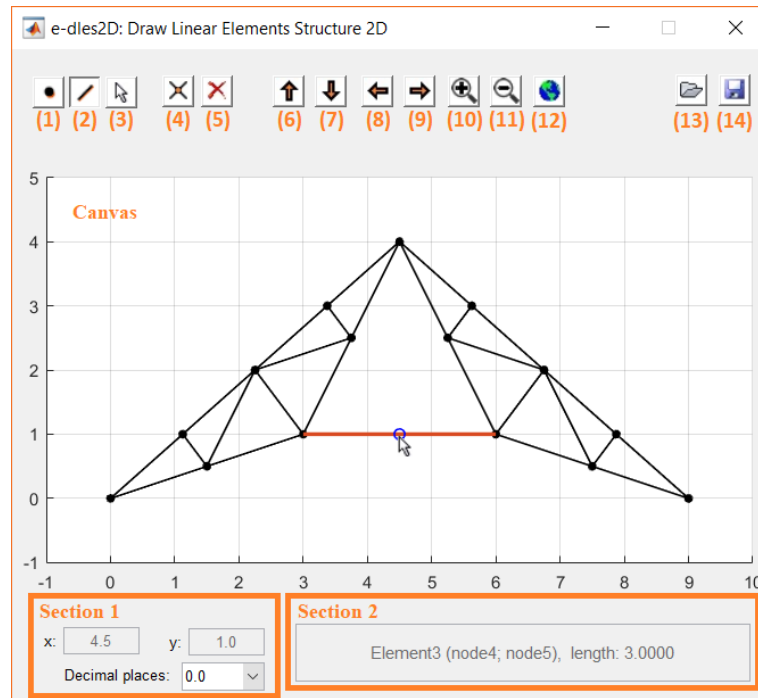 e-dles2D: Draw Linear Elements Structure 2D
(1) (2) (3) (4) (5) (6) (7) (8) (9) (10) (11) (12) (13) (14)
5
Canvas
4
3
2
1
0
-1
-1 0 1 2 3 4 5 6 7 8 9 10
Section 1
x: 4.5 y: 1.0
Decimal places: 0.0
Section 2
Element3 (node4; node5), length: 3.0000